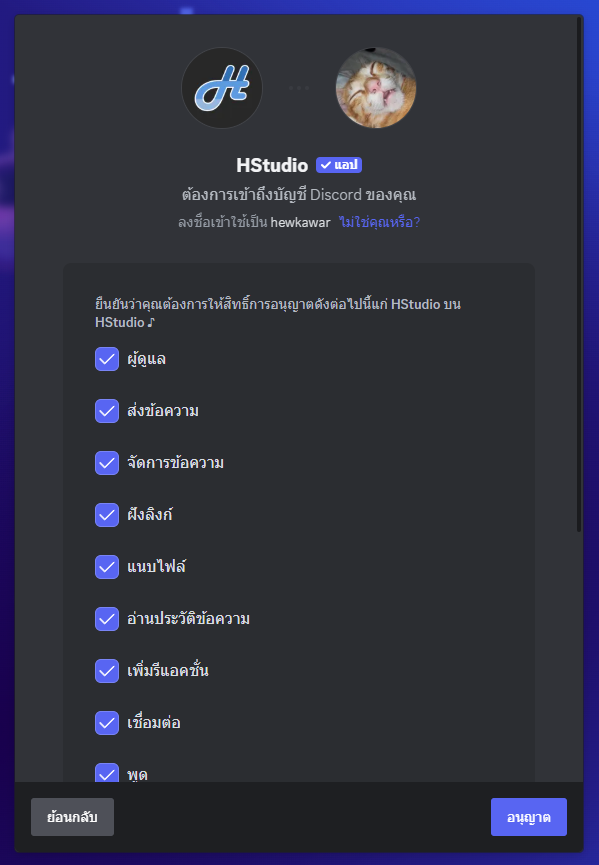 HStudio ✓ แอป
ต้องการเข้าถึงบัญชี Discord ของคุณ
ลงชื่อเข้าใช้เป็น hewkawar ไม่ใช่คุณหรือ?
ยืนยันว่าคุณต้องการให้สิทธิ์การอนุญาตดังต่อไปนี้แก่ HStudio บน
HStudio ♪
ผู้ดูแล
ส่งข้อความ
จัดการข้อความ
ฝังลิงก์
แนบไฟล์
อ่านประวัติข้อความ
เพิ่มรีแอคชั่น
เชื่อมต่อ
พูด
ย้อนกลับ
อนุญาต